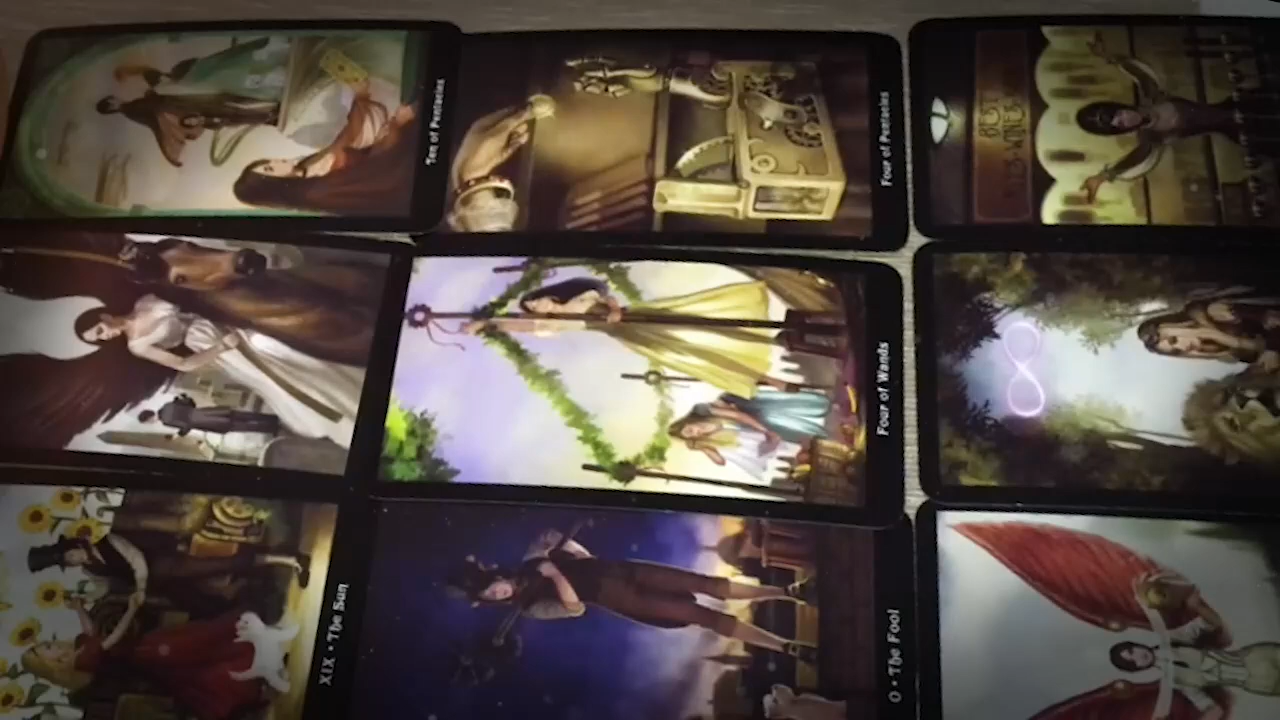 Ten of Pentacles
Four of Pentacles
Four of Wands
XIX • The Sun
0 • The Fool